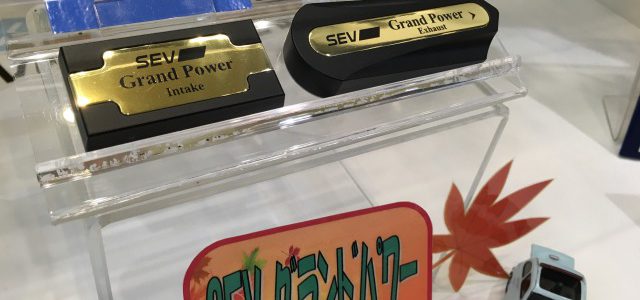 SEV
Grand Power
Intake
SEV
Grand Power
Exhaust
SEV グランドパワー